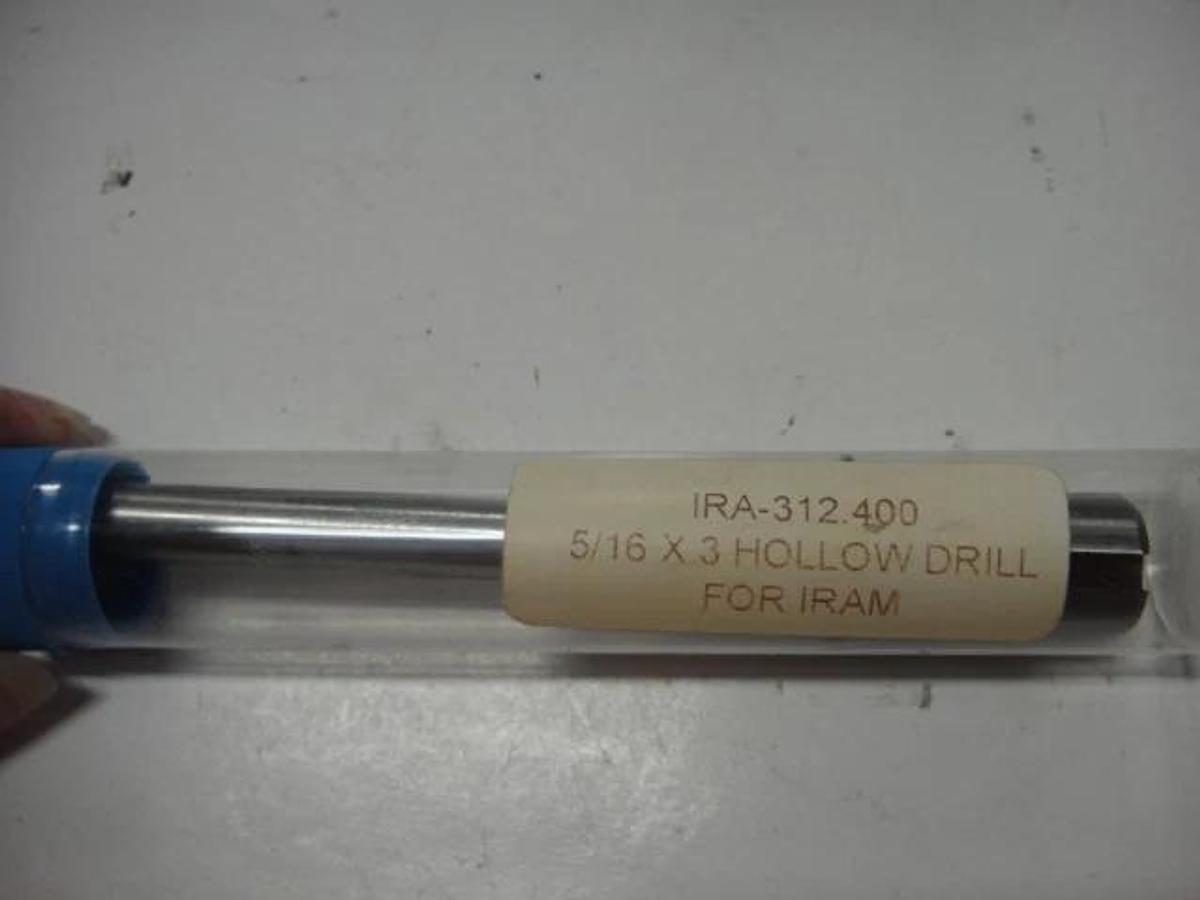 IRA-312.400
5/16 X 3 HOLLOW DRILL
FOR IRAM